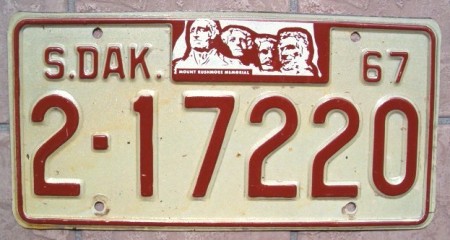 S.DAK.
MOUNT RUSHMORE MEMORIAL
67
2-17220